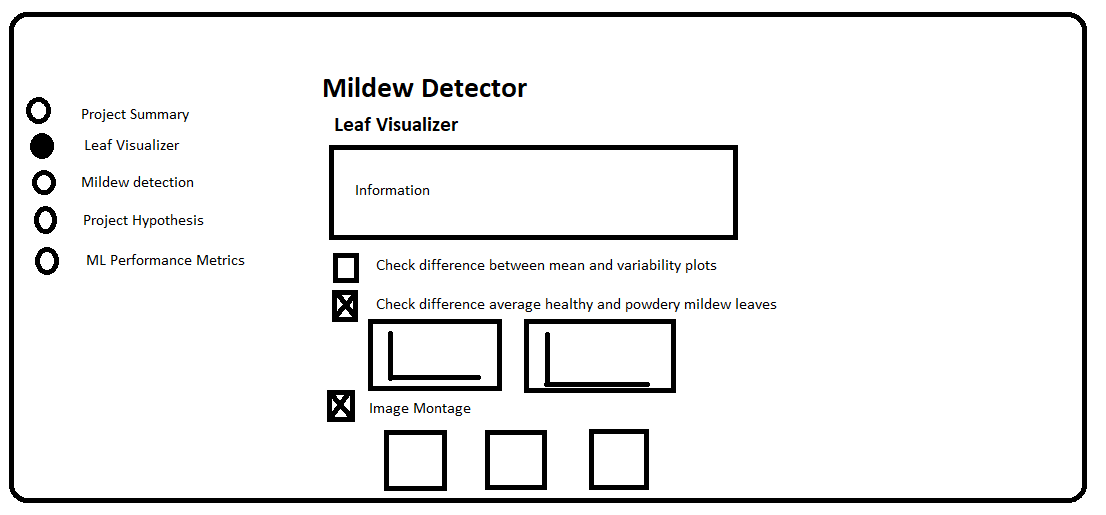 Mildew Detector
Leaf Visualizer
Project Summary
Leaf Visualizer
Mildew detection
Project Hypothesis
ML Performance Metrics
Information
Check difference between mean and variability plots
Check difference average healthy and powdery mildew leaves
Image Montage